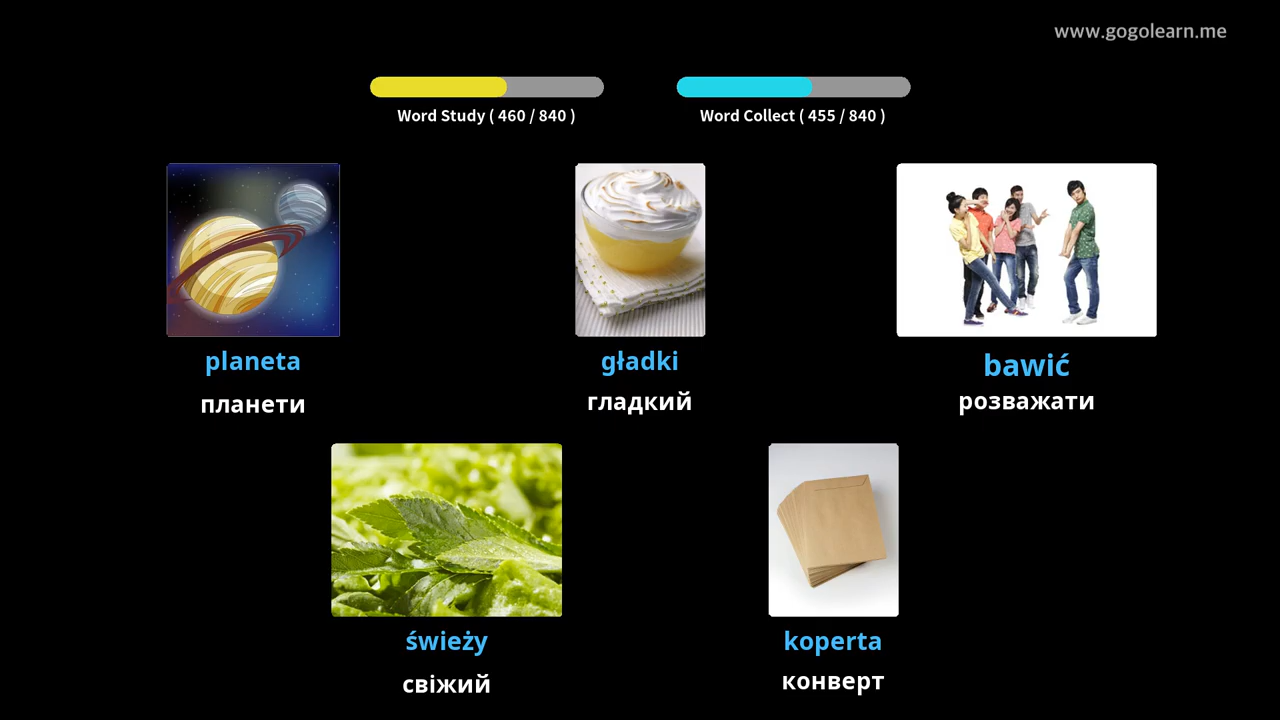 www.gogolearn.me
Word Study ( 460 / 840 )
Word Collect ( 455 / 840 )
planeta
планети
gładki
гладкий
bawić
розважати
świeży
свіжий
koperta
конверт